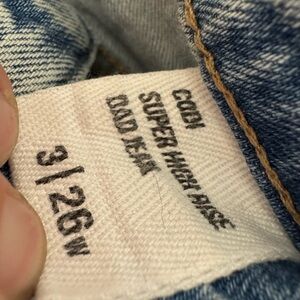 CODI
SUPER HIGH RISE
DAD JEAN
3/26W